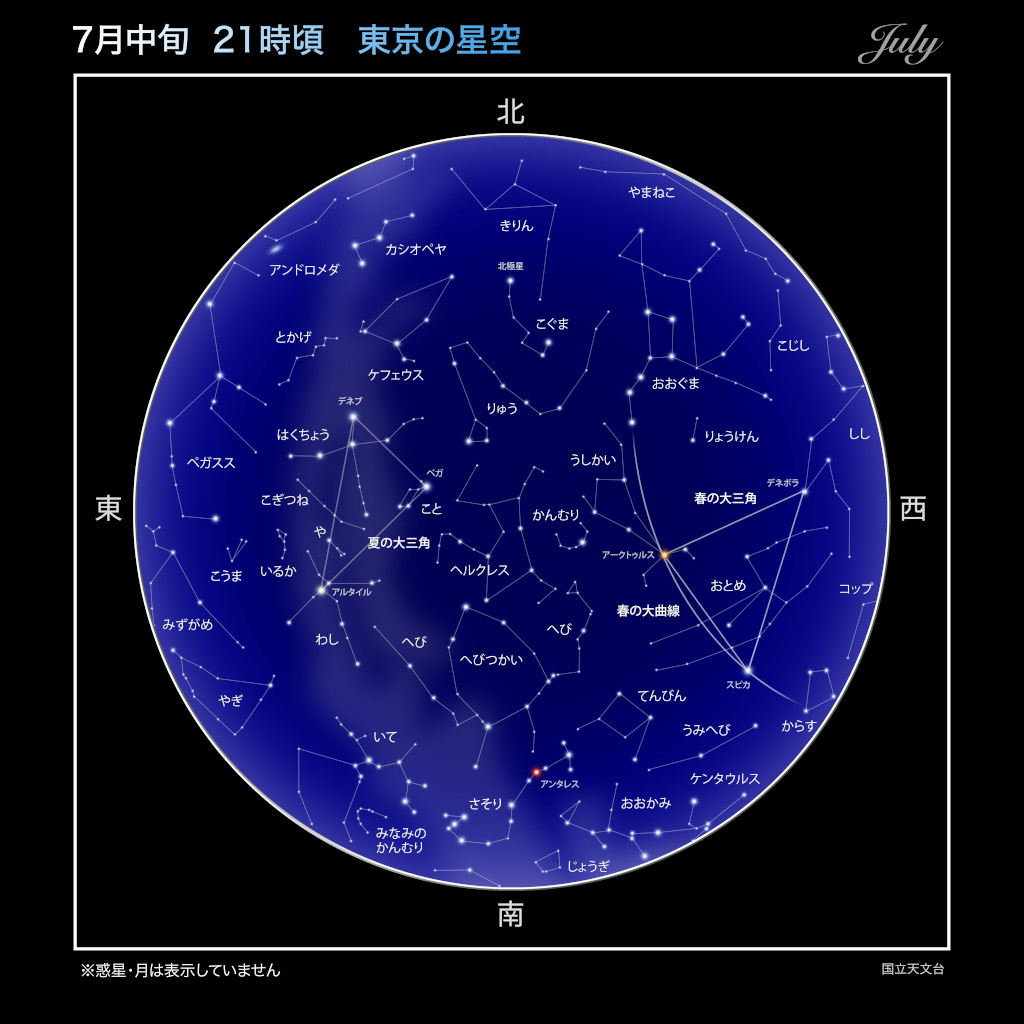 7月中旬 21時頃 東京の星空
July
北
やまねこ
きりん
カシオペヤ
アンドロメダ
北極星
こぐま
とかげ
こじし
ケフェウス
おおぐま
デネブ
りゅう
はくちょう
りょうけん
しし
ペガスス
うしかい
ベガ
デネボラ
こぎつね
春の大三角
東
こと
かんむり
西
や
夏の大三角
アークトゥルス
こうま
いるか
ヘルクレス
おとめ
コップ
アルタイル
春の大曲線
みずがめ
わし
へび
へび
へびつかい
スピカ
やぎ
てんびん
うみへび
からす
いて
アンタレス
ケンタウルス
さそり
おおかみ
みなみの
かんむり
じょうぎ
南
※惑星・月は表示していません
国立天文台